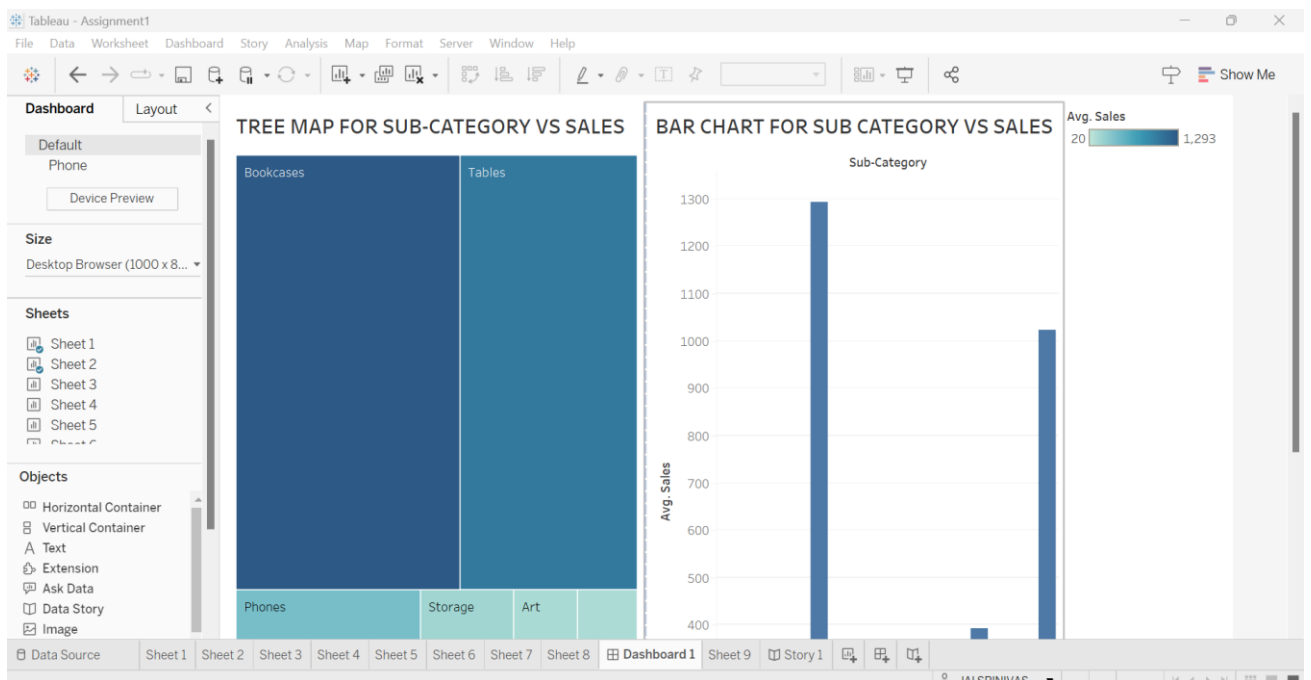 Tableau - Assignment1
File Data Worksheet Dashboard Story Analysis Map Format Server Window Help
Show Me
Dashboard Layout
Default
Phone
Device Preview
Size
Desktop Browser (1000 x 8...
Sheets
Sheet 1
Sheet 2
Sheet 3
Sheet 4
Sheet 5
Objects
Horizontal Container
Vertical Container
Text
Extension
Ask Data
Data Story
Image
TREE MAP FOR SUB-CATEGORY VS SALES
Bookcases
Tables
Phones
Storage
Art
BAR CHART FOR SUB CATEGORY VS SALES
Sub-Category
1300
1200
1100
1000
900
800
700
600
500
400
Avg. Sales
Avg. Sales
20 1,293
Data Source Sheet 1 Sheet 2 Sheet 3 Sheet 4 Sheet 5 Sheet 6 Sheet 7 Sheet 8 Dashboard 1 Sheet 9 Story 1